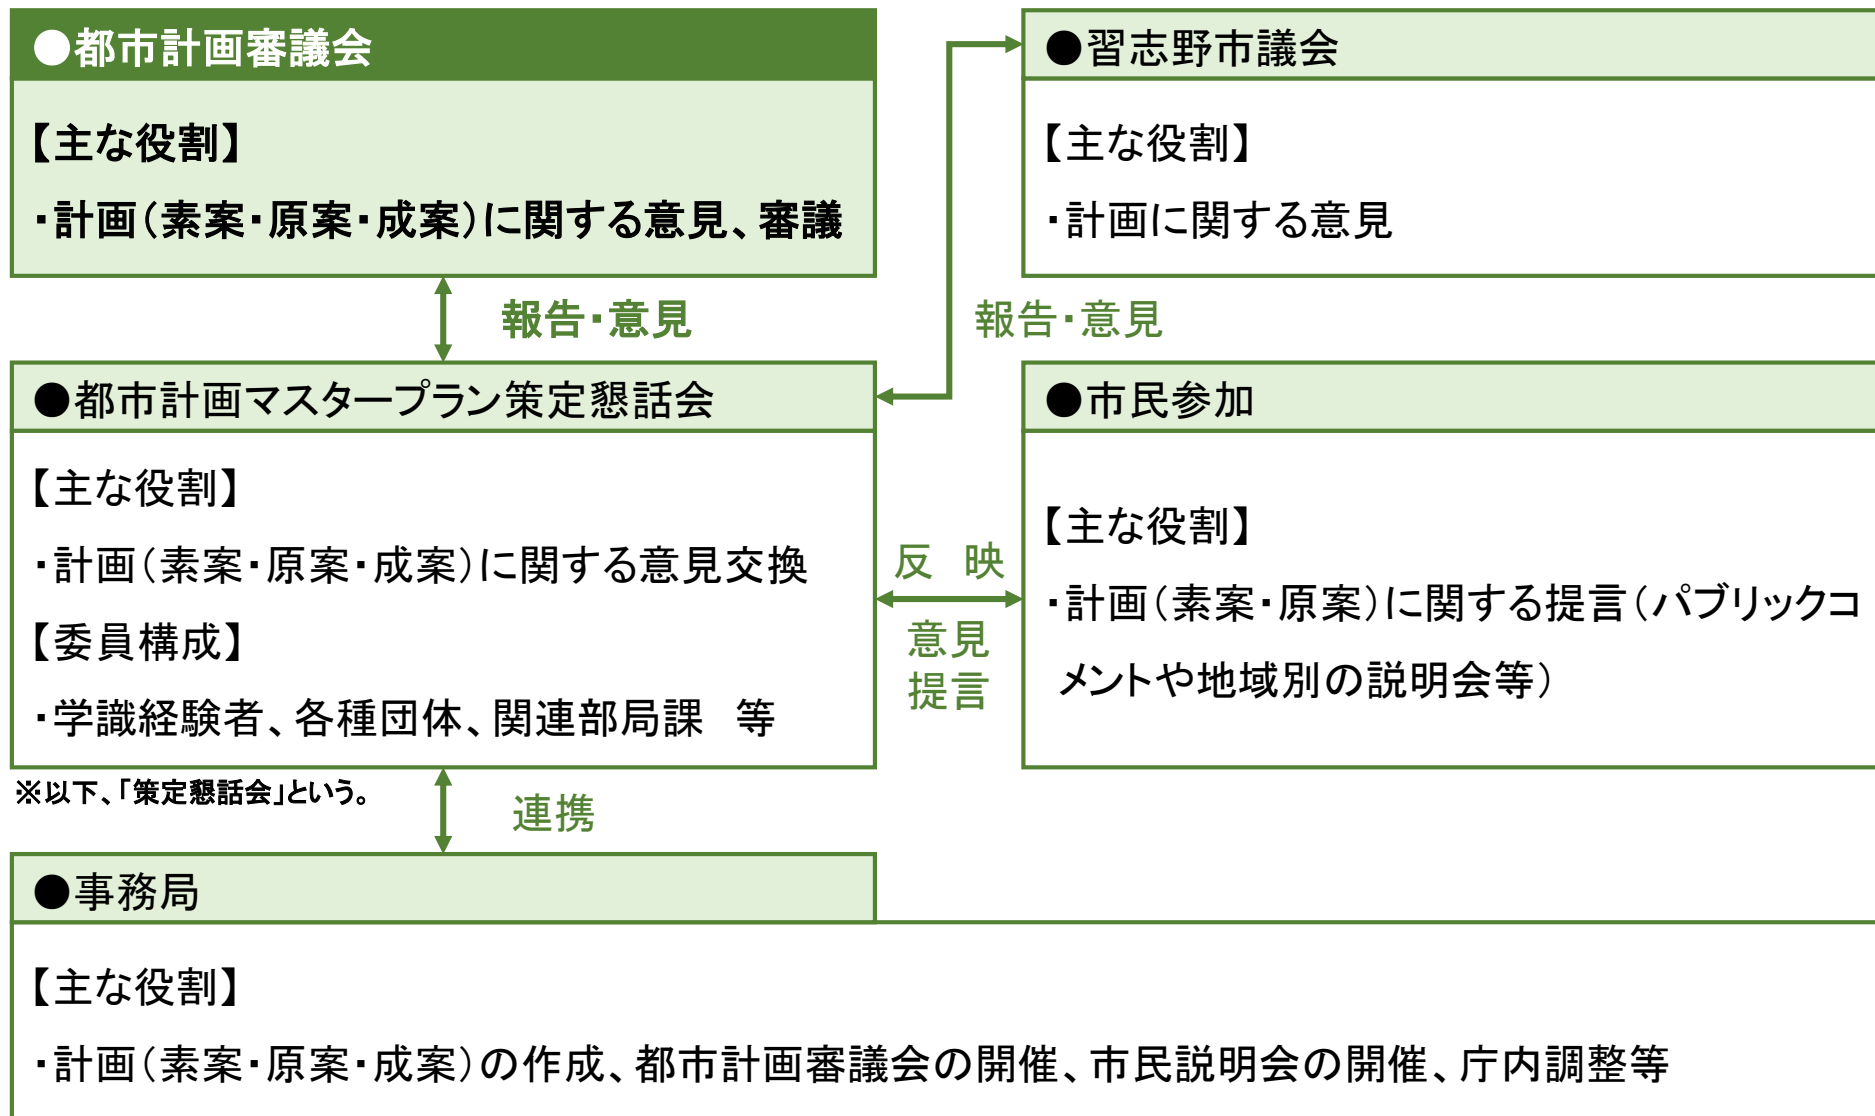 ●都市計画審議会
【主な役割】
・計画(素案・原案・成案)に関する意見、審議
●習志野市議会
【主な役割】
・計画に関する意見
報告・意見
報告・意見
●都市計画マスタープラン策定懇話会
【主な役割】
・計画(素案・原案・成案)に関する意見交換
【委員構成】
・学識経験者、各種団体、関連部局課　等
※以下、「策定懇話会」という。
反　映
意見
提言
●市民参加
【主な役割】
・計画(素案・原案)に関する提言(パブリックコ
メントや地域別の説明会等)
連携
●事務局
【主な役割】
・計画(素案・原案・成案)の作成、都市計画審議会の開催、市民説明会の開催、庁内調整等